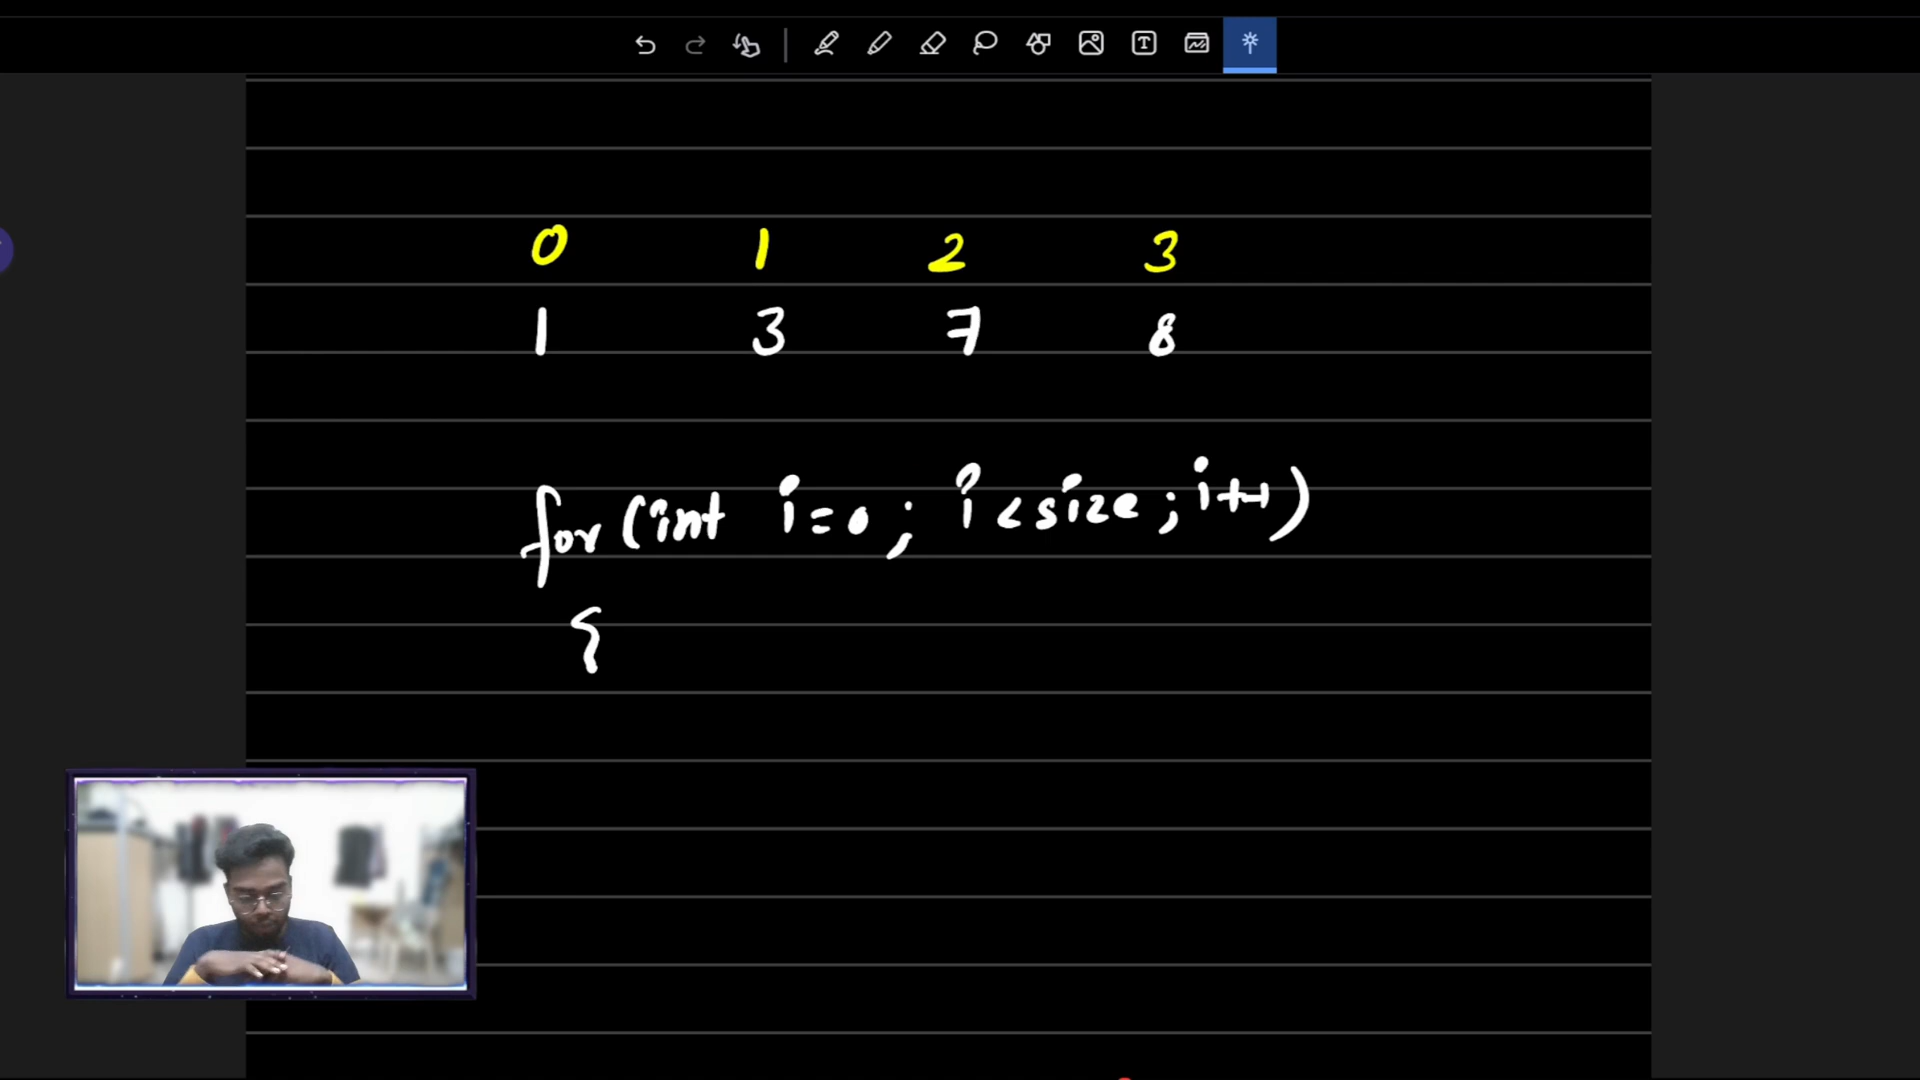 0 1 2 3
1 3 7 8
for (int i=0; i<size; i++)
{